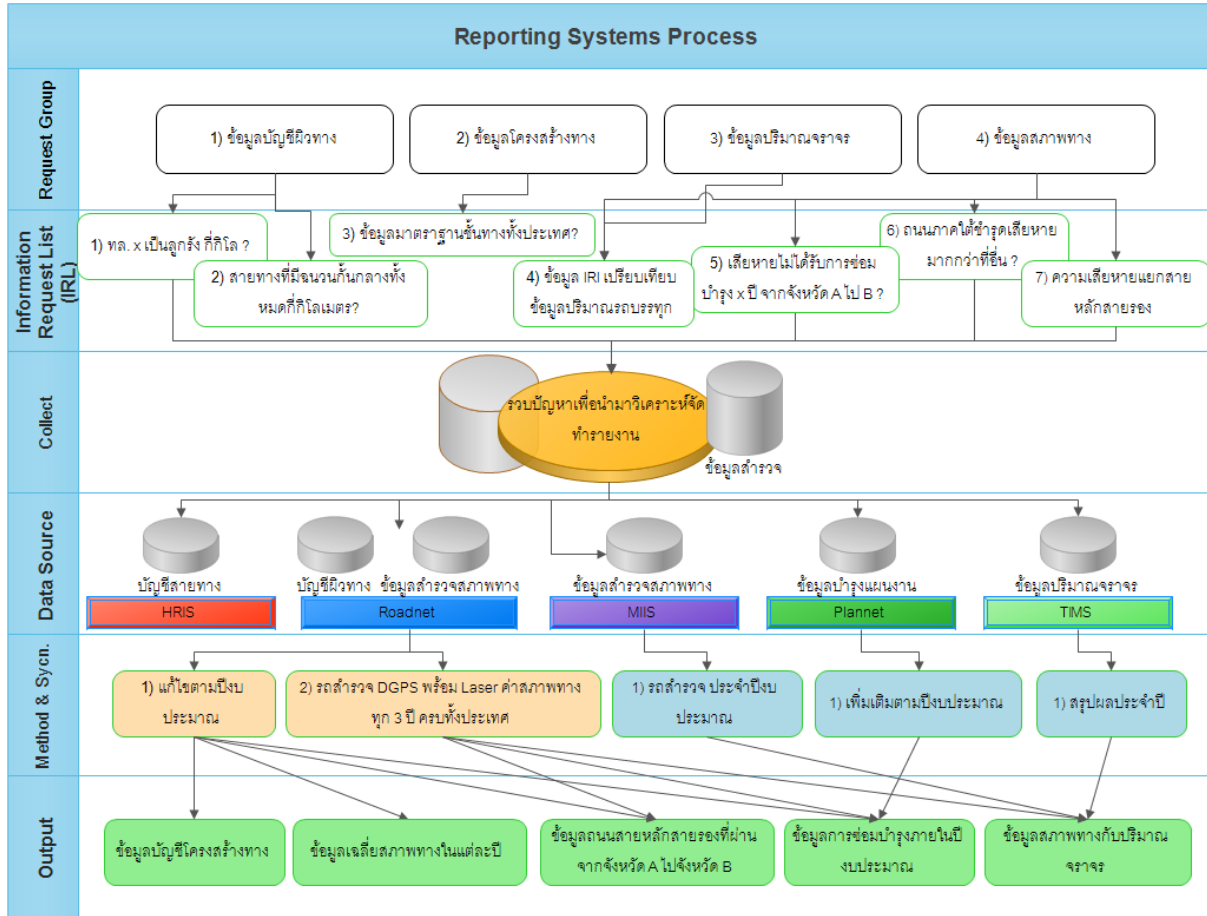 Reporting Systems Process
Request Group
1) ข้อมูลบัญชีผิวทาง
2) ข้อมูลโครงสร้างทาง
3) ข้อมูลปริมาณจราจร
4) ข้อมูลสภาพทาง
Information
Request List
(IRL)
1) ทล. x เป็นลูกรัง กี่กิโล ?
2) สายทางที่มีฉนวนกั้นกลางทั้ง
หมดกี่กิโลเมตร?
3) ข้อมูลมาตราฐานชั้นทางทั้งประเทศ?
4) ข้อมูล IRI เปรียบเทียบ
ข้อมูลปริมาณรถบรรทุก
5) เสียหายไม่ได้รับการซ่อม
บำรุง x ปี จากจังหวัด A ไป B ?
6) ถนนภาคใต้ชำรุดเสียหาย
มากกว่าที่อื่น ?
7) ความเสียหายแยกสาย
หลักสายรอง
Collect
รวบปัญหาเพื่อนำมาวิเคราะห์จัด
ทำรายงาน
ข้อมูลสำรวจ
Data Source
บัญชีสายทาง
HRIS
บัญชีผิวทาง
ข้อมูลสำรวจสภาพทาง
Roadnet
ข้อมูลสำรวจสภาพทาง
MIIS
ข้อมูลบำรุงแผนงาน
Plannet
ข้อมูลปริมาณจราจร
TIMS
Method & Sycn.
1) แก้ไขตามปีงบ
ประมาณ
2) รถสำรวจ DGPS พร้อม Laser ค่าสภาพทาง
ทุก 3 ปี ครบทั้งประเทศ
1) รถสำรวจ ประจำปีงบ
ประมาณ
1) เพิ่มเติมตามปีงบประมาณ
1) สรุปผลประจำปี
Output
ข้อมูลบัญชีโครงสร้างทาง
ข้อมูลเฉลี่ยสภาพทางในแต่ละปี
ข้อมูลถนนสายหลักสายรองที่ผ่าน
จากจังหวัด A ไปจังหวัด B
ข้อมูลการซ่อมบำรุงภายในปี
งบประมาณ
ข้อมูลสภาพทางกับปริมาณ
จราจร